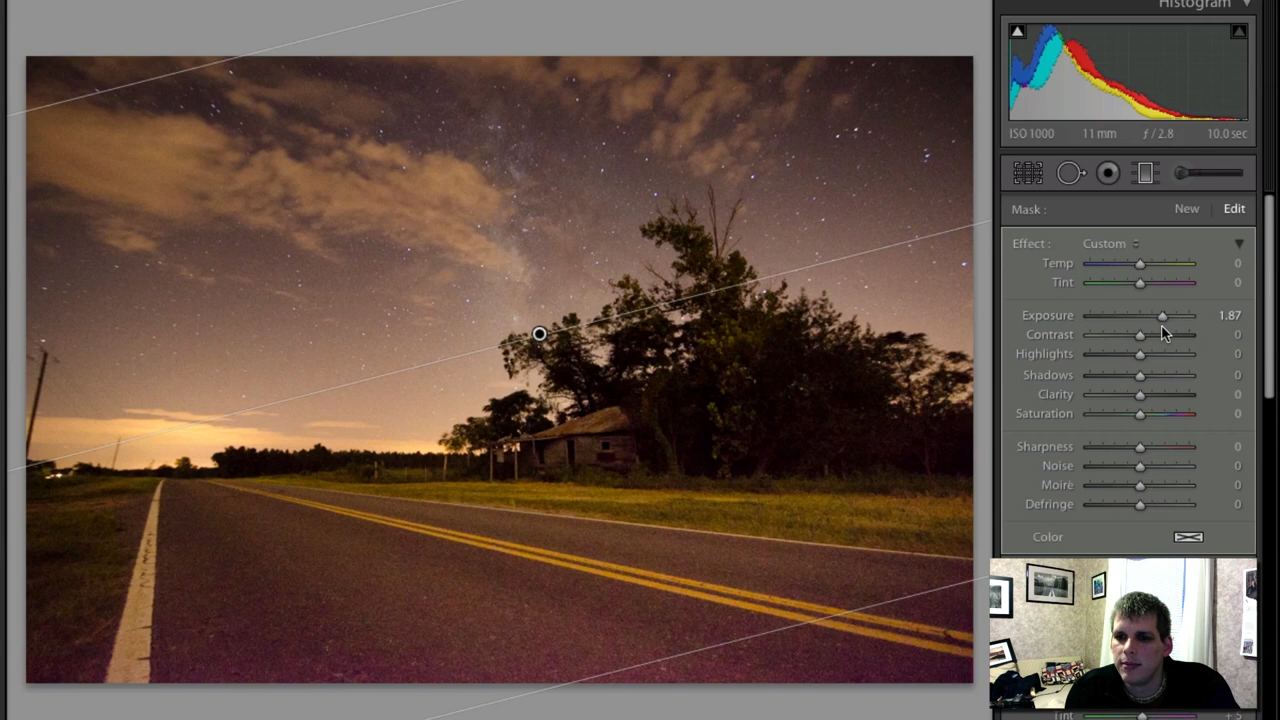 Histogram ▼
ISO 1000 11 mm ƒ / 2.8 10.0 sec
Mask : New Edit
Effect : Custom ▼
Temp 0
Tint 0
Exposure 1.87
Contrast 0
Highlights 0
Shadows 0
Clarity 0
Saturation 0
Sharpness 0
Noise 0
Moiré 0
Defringe 0
Color
Tint + 5